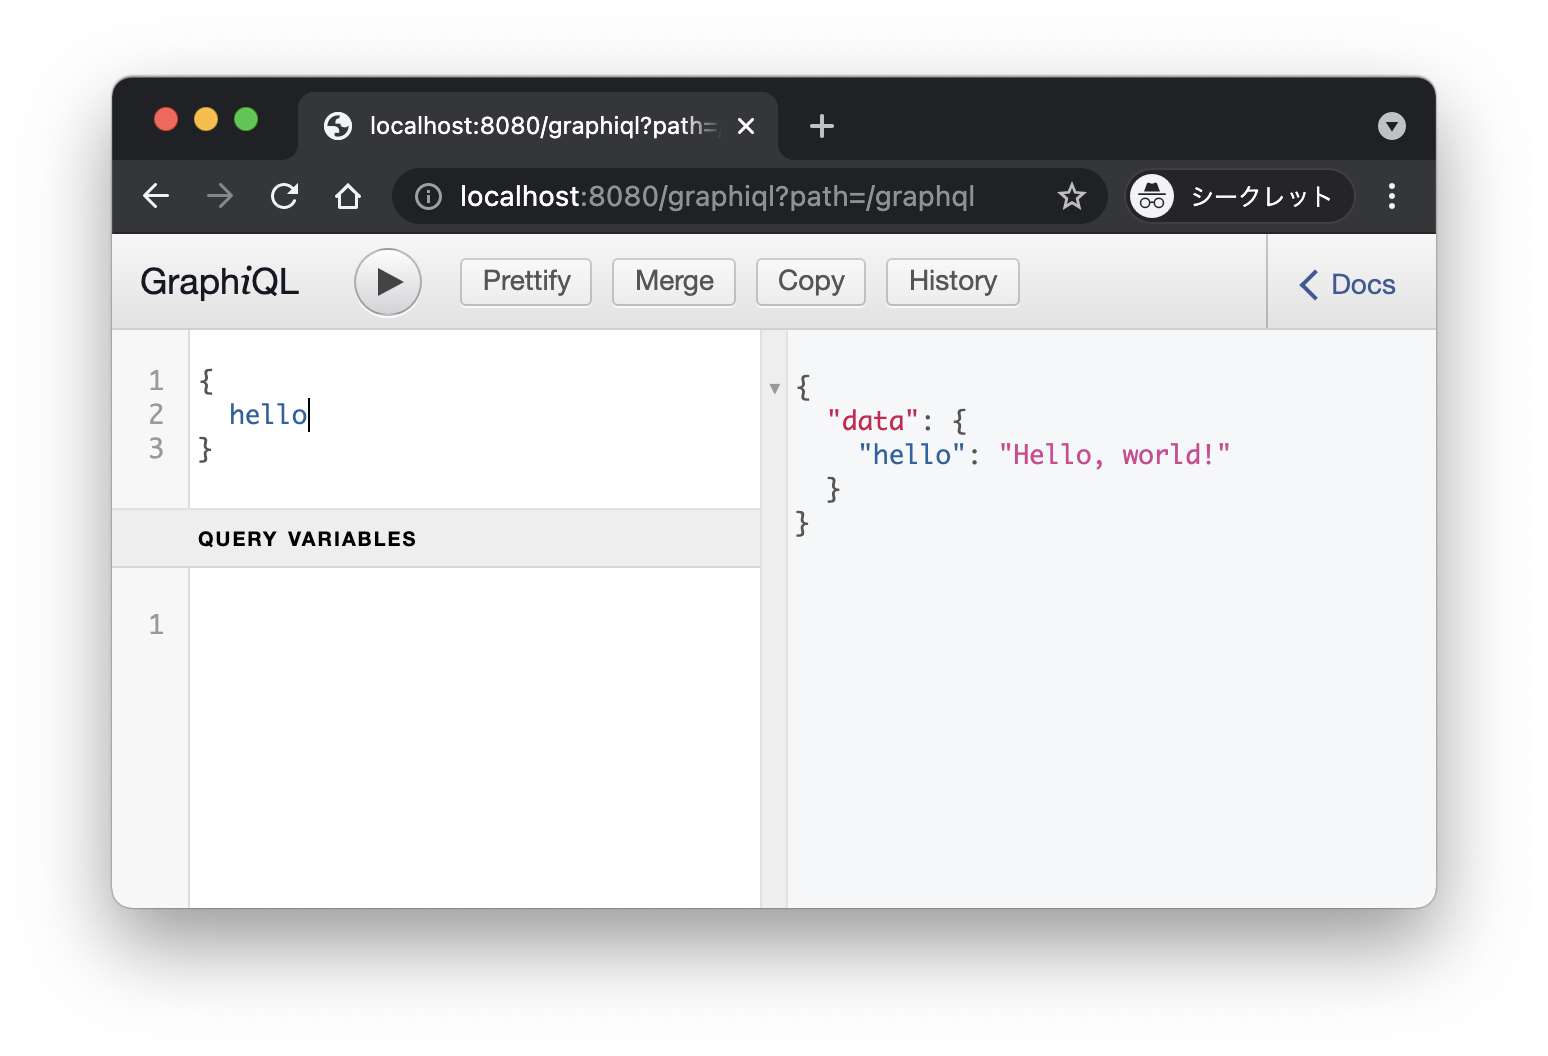 localhost:8080/graphiql?path=
localhost:8080/graphiql?path=/graphql
シークレット
GraphiQL
Prettify
Merge
Copy
History
Docs
1 {
2 hello
3 }
QUERY VARIABLES
1
{
"data": {
"hello": "Hello, world!"
}
}